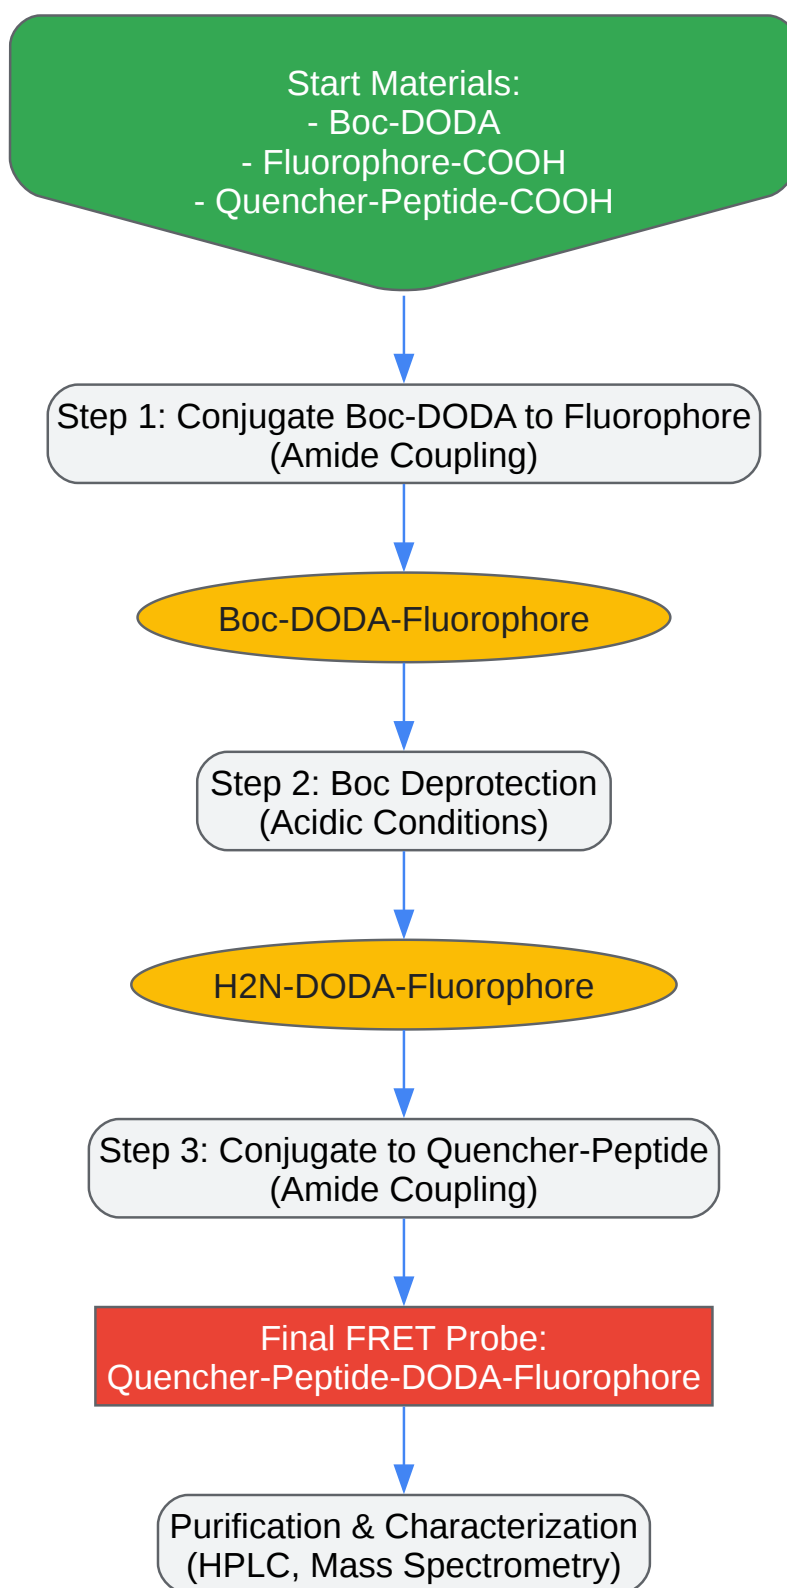 Start Materials:
- Boc-DODA
- Fluorophore-COOH
- Quencher-Peptide-COOH
Step 1: Conjugate Boc-DODA to Fluorophore
(Amide Coupling)
Boc-DODA-Fluorophore
Step 2: Boc Deprotection
(Acidic Conditions)
H2N-DODA-Fluorophore
Step 3: Conjugate to Quencher-Peptide
(Amide Coupling)
Final FRET Probe:
Quencher-Peptide-DODA-Fluorophore
Purification & Characterization
(HPLC, Mass Spectrometry)